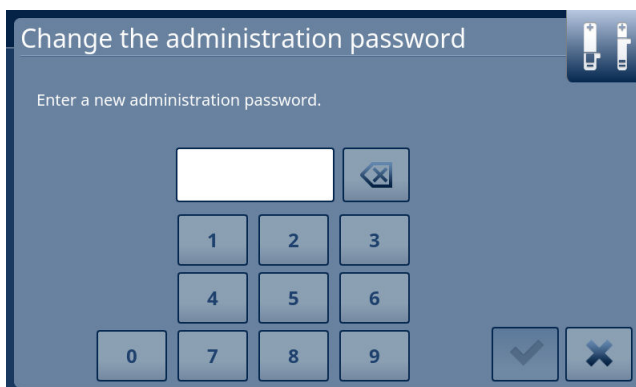 Change the administration password
Enter a new administration password.
1 2 3
4 5 6
0 7 8 9